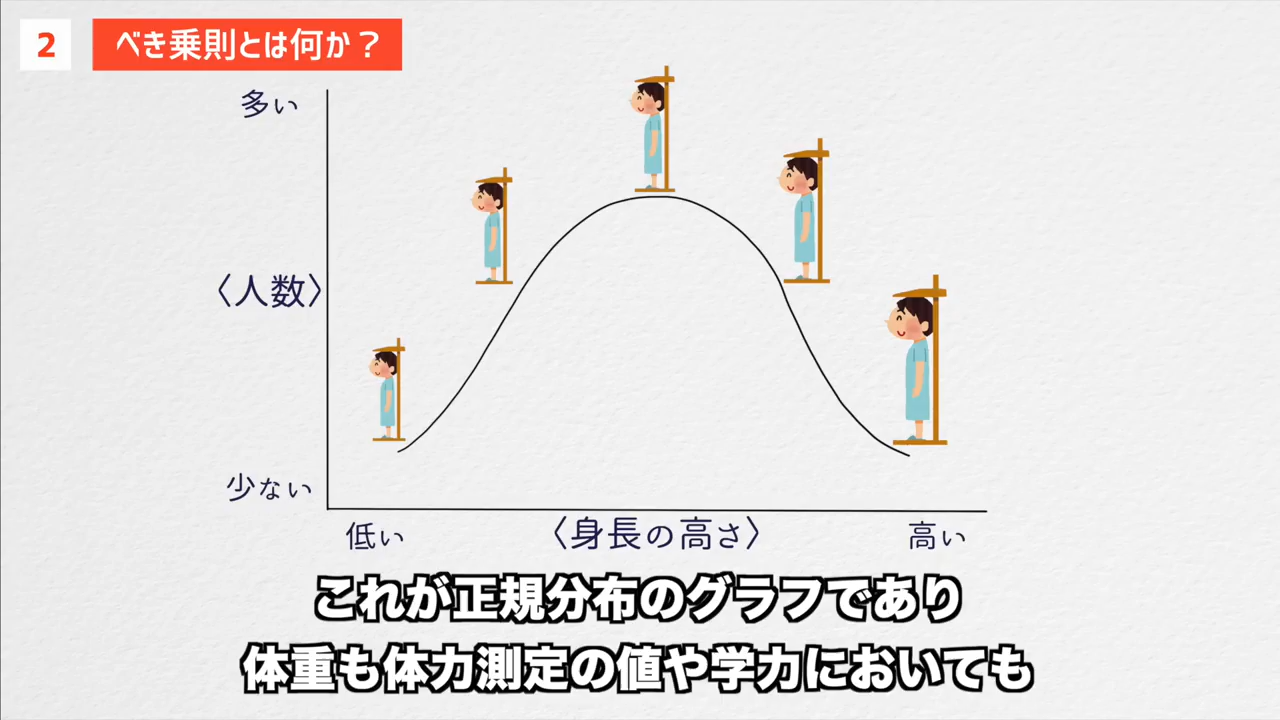 2
べき乗則とは何か？
多い
〈人数〉
少ない
低い
〈身長の高さ〉
高い
これが正規分布のグラフであり
体重も体力測定の値や学力においても